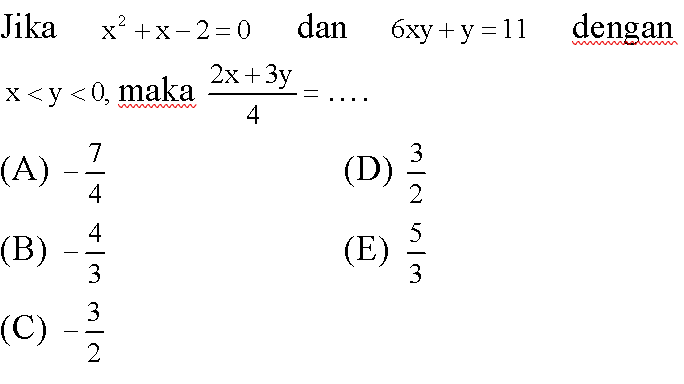 Jika x² + x − 2 = 0 dan 6xy + y = 11 dengan
x < y < 0, maka (2x + 3y)/4 = ....
(A) −7/4 (D) 3/2
(B) −4/3 (E) 5/3
(C) −3/2